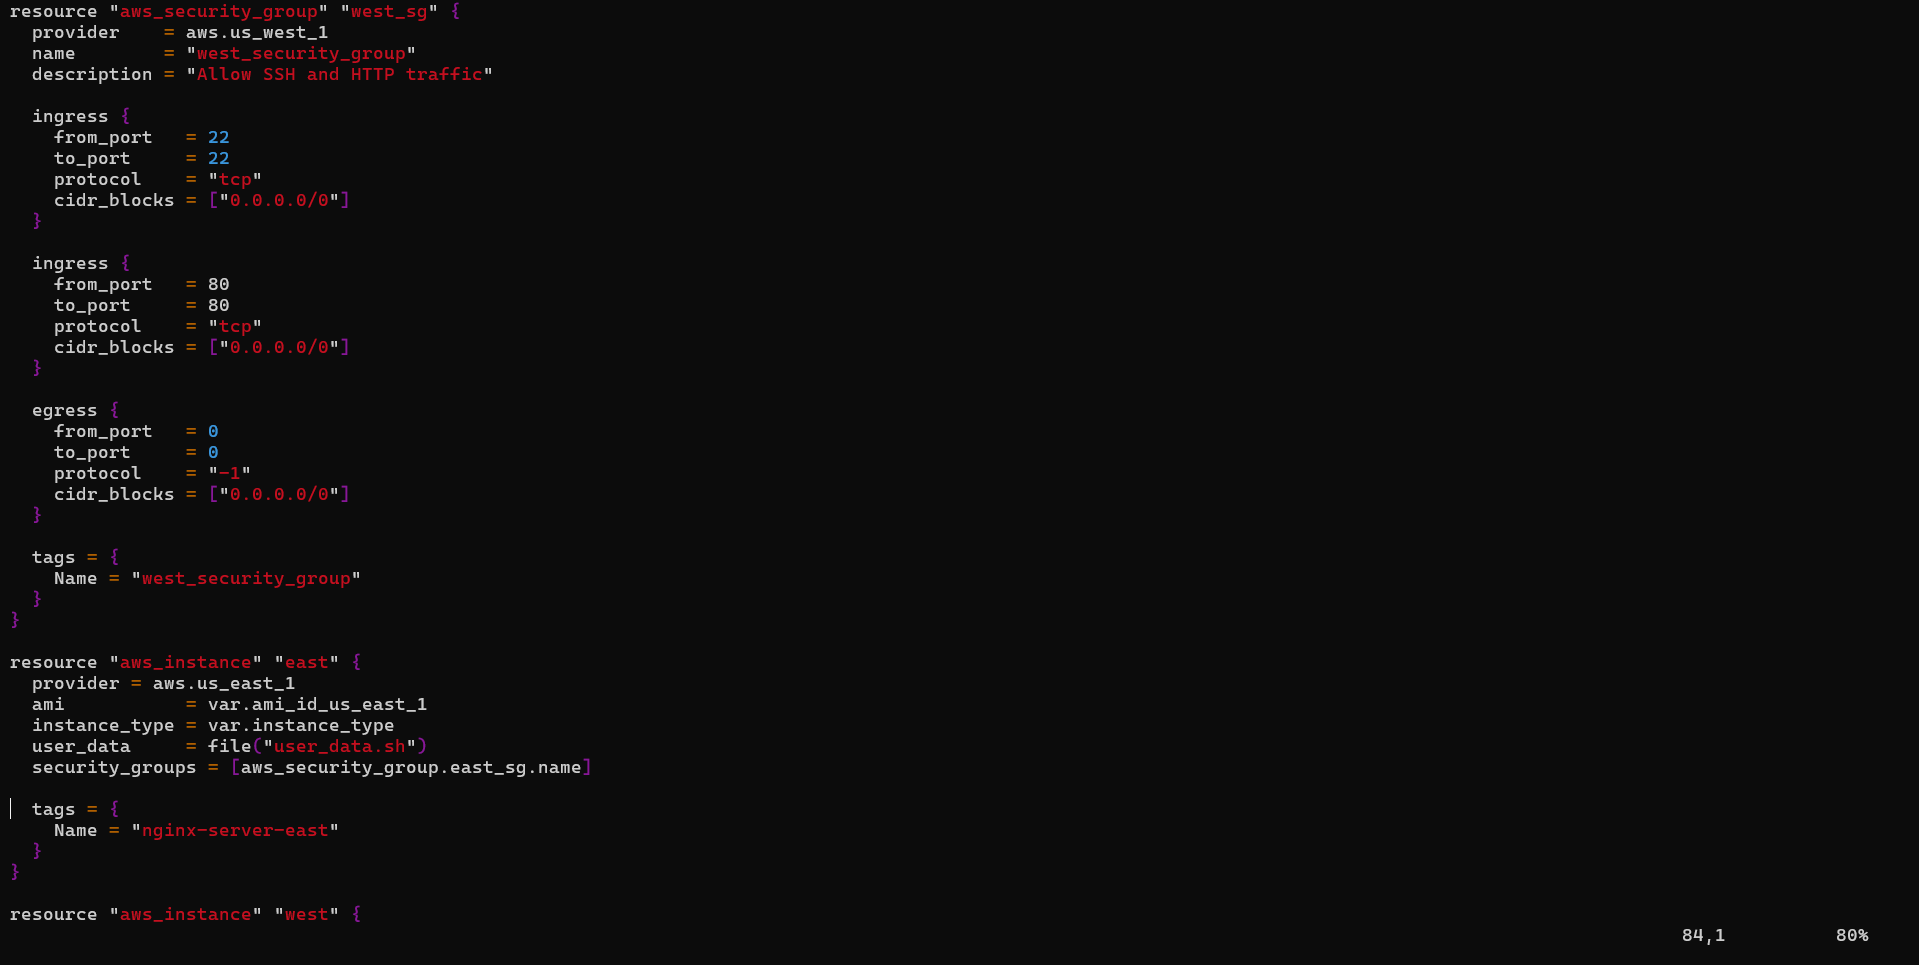 resource "aws_security_group" "west_sg" {
  provider    = aws.us_west_1
  name        = "west_security_group"
  description = "Allow SSH and HTTP traffic"

  ingress {
    from_port   = 22
    to_port     = 22
    protocol    = "tcp"
    cidr_blocks = ["0.0.0.0/0"]
  }

  ingress {
    from_port   = 80
    to_port     = 80
    protocol    = "tcp"
    cidr_blocks = ["0.0.0.0/0"]
  }

  egress {
    from_port   = 0
    to_port     = 0
    protocol    = "-1"
    cidr_blocks = ["0.0.0.0/0"]
  }

  tags = {
    Name = "west_security_group"
  }
}

resource "aws_instance" "east" {
  provider = aws.us_east_1
  ami           = var.ami_id_us_east_1
  instance_type = var.instance_type
  user_data     = file("user_data.sh")
  security_groups = [aws_security_group.east_sg.name]

  tags = {
    Name = "nginx-server-east"
  }
}

resource "aws_instance" "west" {
84,1          80%